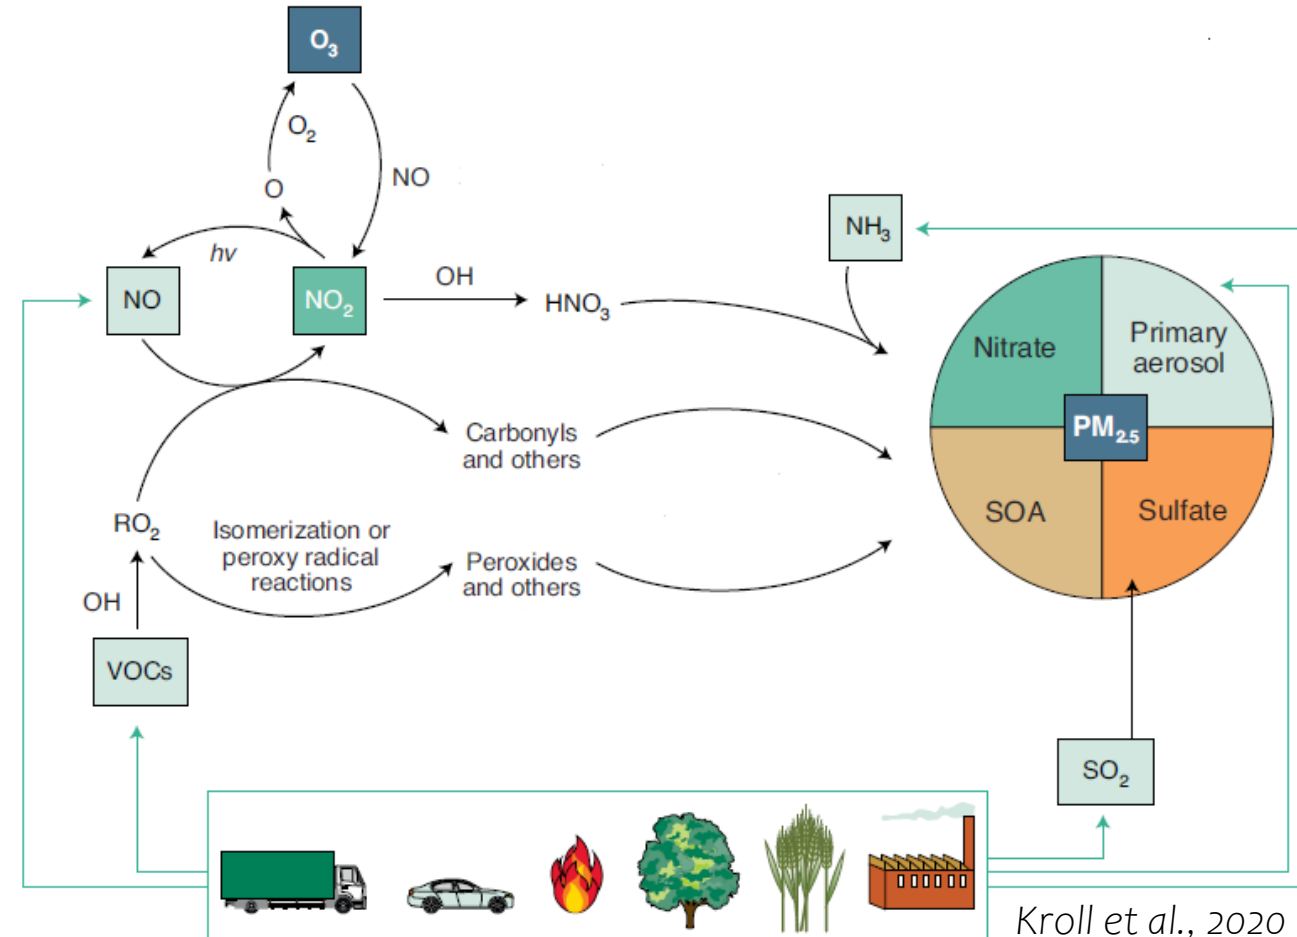 O₃
O₂
O
NO
hν
NO
NO₂
OH
HNO₃
NH₃
Nitrate
Primary
aerosol
PM₂.₅
SOA
Sulfate
Carbonyls
and others
RO₂
Isomerization or
peroxy radical
reactions
Peroxides
and others
OH
VOCs
SO₂
Kroll et al., 2020